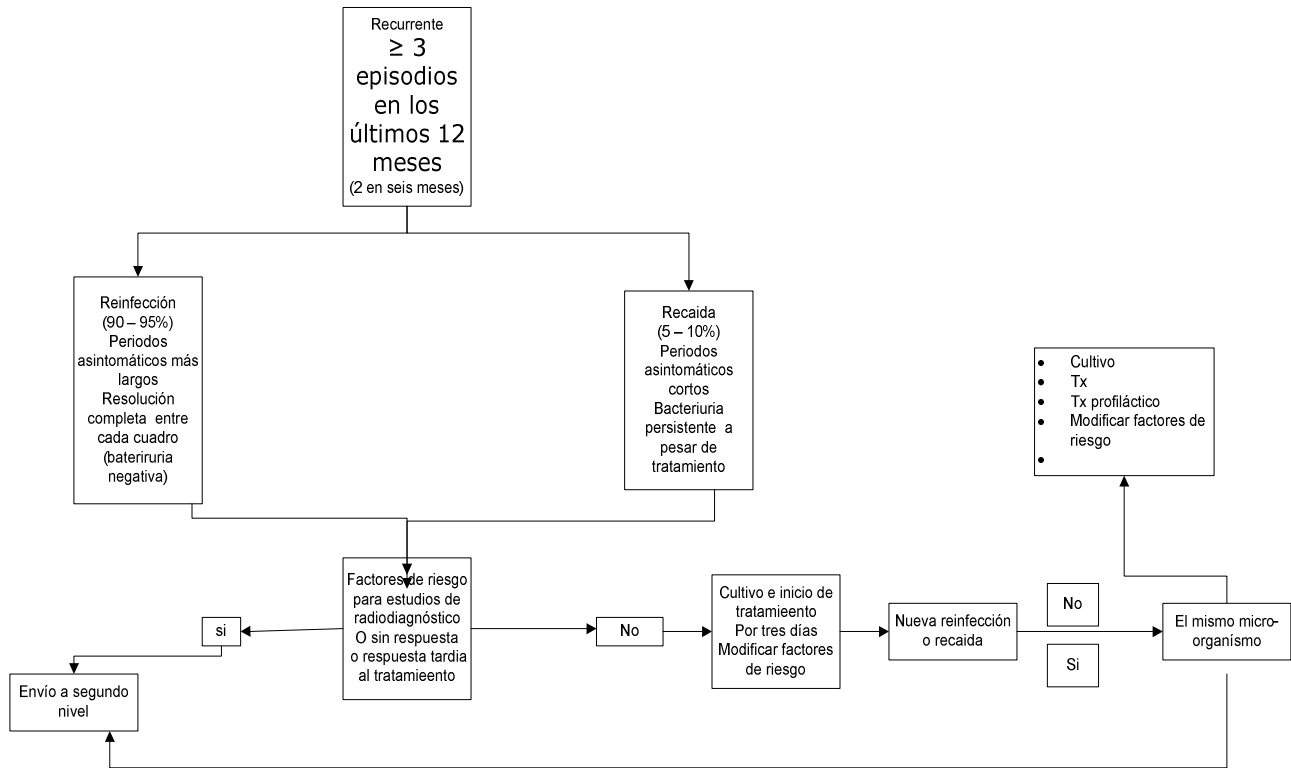 Recurrente
≥ 3
episodios
en los
últimos 12
meses
(2 en seis meses)
Reinfección
(90 – 95%)
Periodos
asintomáticos más
largos
Resolución
completa entre
cada cuadro
(bateriruria
negativa)
Recaida
(5 – 10%)
Periodos
asintomáticos
cortos
Bacteriuria
persistente a
pesar de
tratamiento
• Cultivo
• Tx
• Tx profiláctico
• Modificar factores de
riesgo
•
Factores de riesgo
para estudios de
radiodiagnóstico
O sin respuesta
o respuesta tardia
al tratamieento
si
Envío a segundo
nivel
No
Cultivo e inicio de
tratamieento
Por tres días
Modificar factores
de riesgo
Nueva reinfección
o recaida
No
Si
El mismo micro-
organísmo